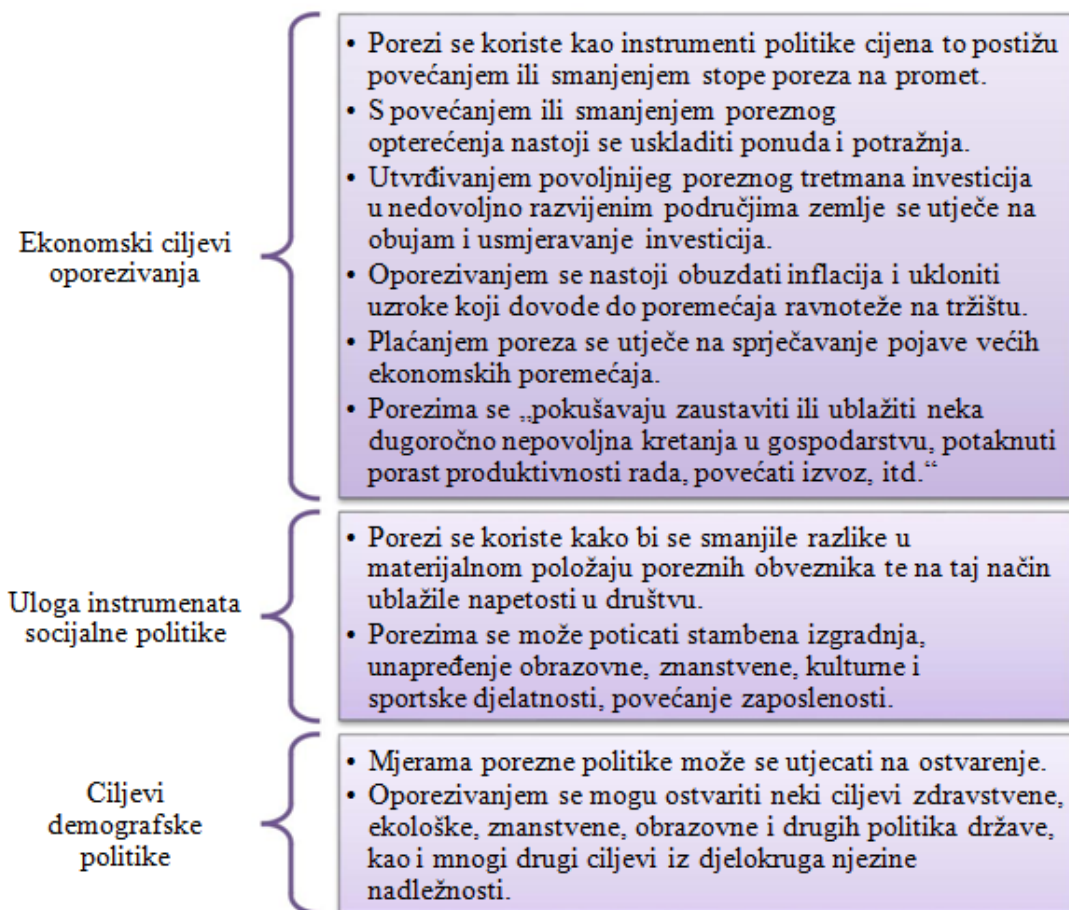 Ekonomski ciljevi
oporezivanja
• Porezi se koriste kao instrumenti politike cijena to postižu
povećanjem ili smanjenjem stope poreza na promet.
• S povećanjem ili smanjenjem poreznog
opterećenja nastoji se uskladiti ponuda i potražnja.
• Utvrđivanjem povoljnijeg poreznog tretmana investicija
u nedovoljno razvijenim područjima zemlje se utječe na
obujam i usmjeravanje investicija.
• Oporezivanjem se nastoji obuzdati inflacija i ukloniti
uzroke koji dovode do poremećaja ravnoteže na tržištu.
• Plaćanjem poreza se utječe na sprječavanje pojave većih
ekonomskih poremećaja.
• Porezima se „pokušavaju zaustaviti ili ublažiti neka
dugoročno nepovoljna kretanja u gospodarstvu, potaknuti
porast produktivnosti rada, povećati izvoz, itd.“
Uloga instrumenata
socijalne politike
• Porezi se koriste kako bi se smanjile razlike u
materijalnom položaju poreznih obveznika te na taj način
ublažile napetosti u društvu.
• Porezima se može poticati stambena izgradnja,
unapređenje obrazovne, znanstvene, kulturne i
sportske djelatnosti, povećanje zaposlenosti.
Ciljevi
demografske
politike
• Mjerama porezne politike može se utjecati na ostvarenje.
• Oporezivanjem se mogu ostvariti neki ciljevi zdravstvene,
ekološke, znanstvene, obrazovne i drugih politika države,
kao i mnogi drugi ciljevi iz djelokruga njezine
nadležnosti.